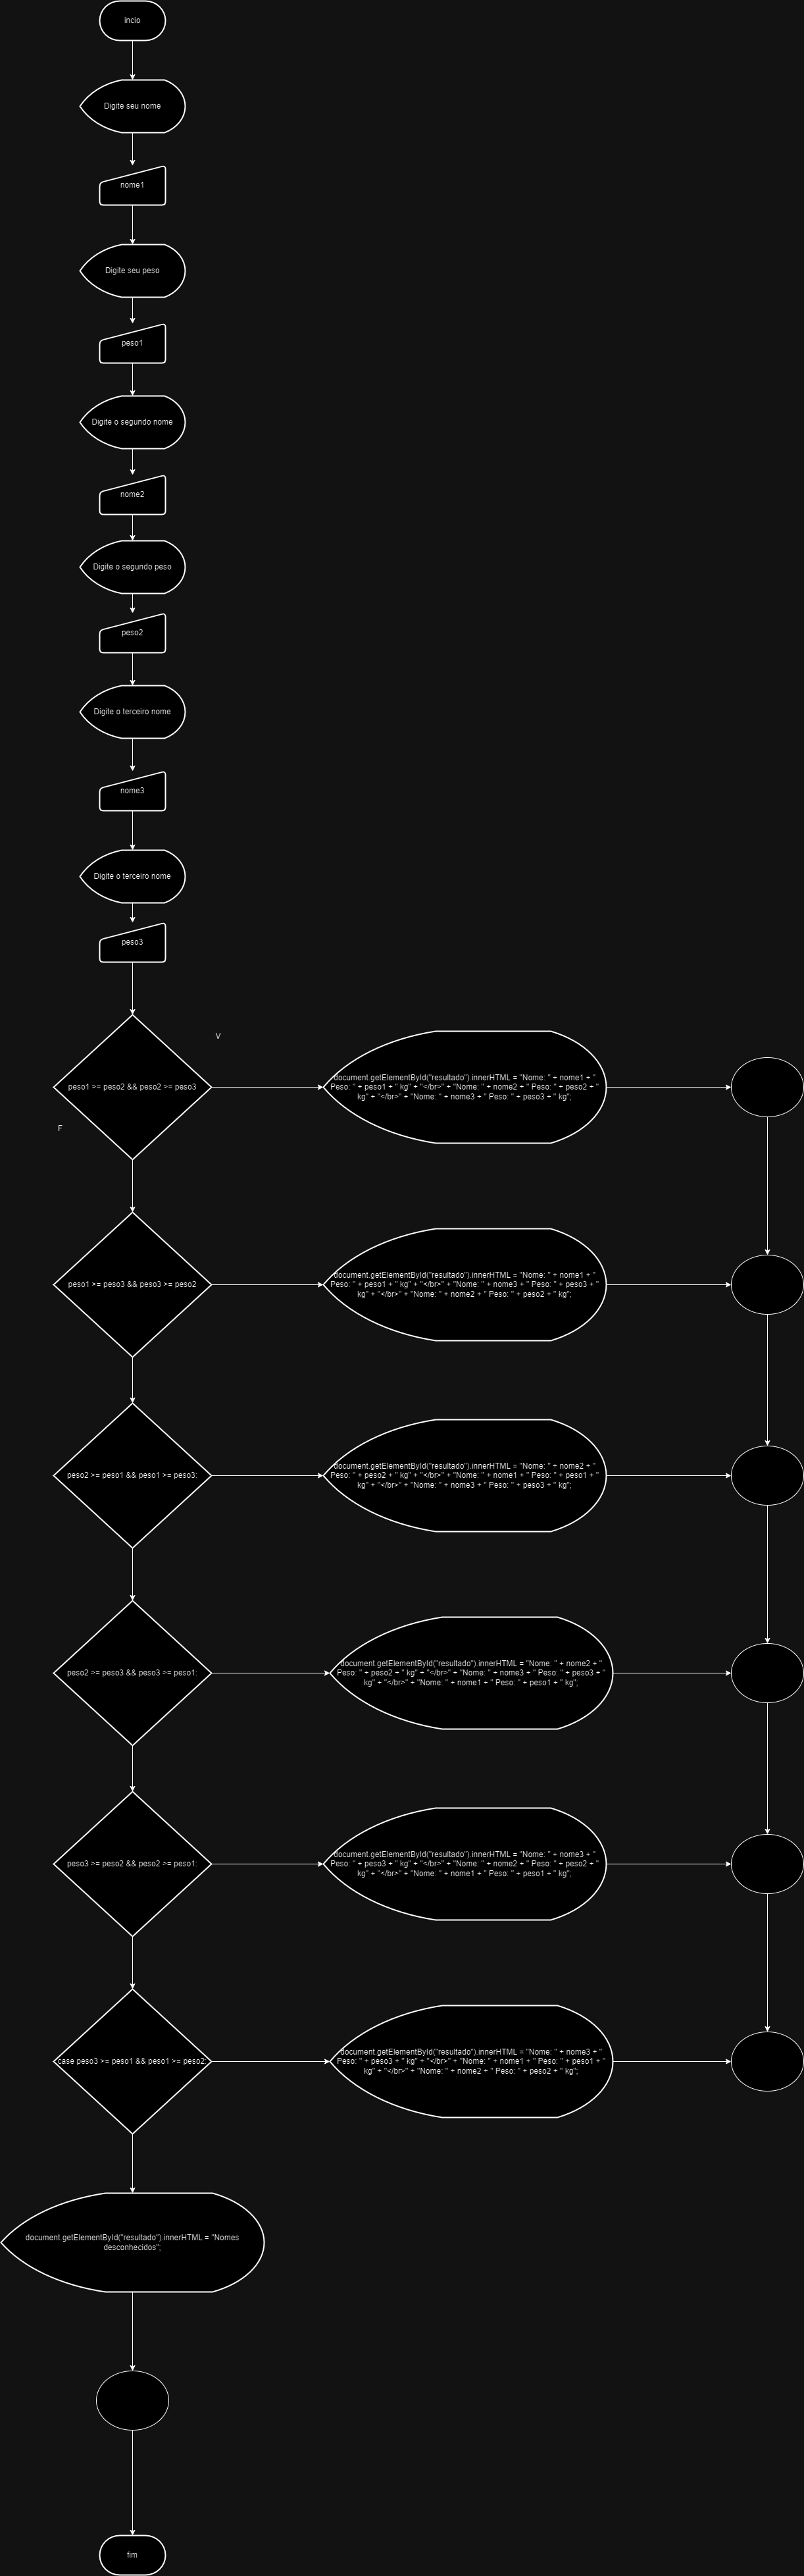 incio
Digite seu nome
nome1
Digite seu peso
peso1
Digite o segundo nome
nome2
Digite o segundo peso
peso2
Digite o terceiro nome
nome3
Digite o terceiro nome
peso3
V
peso1 >= peso2 && peso2 >= peso3
document.getElementById("resultado").innerHTML = "Nome: " + nome1 + "
Peso: " + peso1 + " kg" + "</br>" + "Nome: " + nome2 + " Peso: " + peso2 + "
kg" + "</br>" + "Nome: " + nome3 + " Peso: " + peso3 + " kg";
F
peso1 >= peso3 && peso3 >= peso2
document.getElementById("resultado").innerHTML = "Nome: " + nome1 + "
Peso: " + peso1 + " kg" + "</br>" + "Nome: " + nome3 + " Peso: " + peso3 + "
kg" + "</br>" + "Nome: " + nome2 + " Peso: " + peso2 + " kg";
peso2 >= peso1 && peso1 >= peso3:
document.getElementById("resultado").innerHTML = "Nome: " + nome2 + "
Peso: " + peso2 + " kg" + "</br>" + "Nome: " + nome1 + " Peso: " + peso1 + "
kg" + "</br>" + "Nome: " + nome3 + " Peso: " + peso3 + " kg";
peso2 >= peso3 && peso3 >= peso1:
document.getElementById("resultado").innerHTML = "Nome: " + nome2 + "
Peso: " + peso2 + " kg" + "</br>" + "Nome: " + nome3 + " Peso: " + peso3 + "
kg" + "</br>" + "Nome: " + nome1 + " Peso: " + peso1 + " kg";
peso3 >= peso2 && peso2 >= peso1:
document.getElementById("resultado").innerHTML = "Nome: " + nome3 + "
Peso: " + peso3 + " kg" + "</br>" + "Nome: " + nome2 + " Peso: " + peso2 + "
kg" + "</br>" + "Nome: " + nome1 + " Peso: " + peso1 + " kg";
case peso3 >= peso1 && peso1 >= peso2:
document.getElementById("resultado").innerHTML = "Nome: " + nome3 + "
Peso: " + peso3 + " kg" + "</br>" + "Nome: " + nome1 + " Peso: " + peso1 + "
kg" + "</br>" + "Nome: " + nome2 + " Peso: " + peso2 + " kg";
document.getElementById("resultado").innerHTML = "Nomes
desconhecidos";
fim